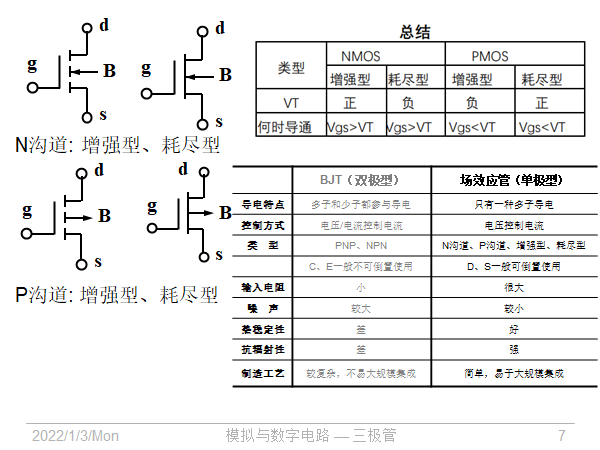 d
g
B
s
d
g
B
s
N沟道: 增强型、耗尽型
d
g
B
s
d
g
B
s
P沟道: 增强型、耗尽型
总结
类型 NMOS PMOS
增强型 耗尽型 增强型 耗尽型
VT 正 负 负 正
何时导通 Vgs>VT Vgs>VT Vgs<VT Vgs<VT
BJT（双极型） 场效应管（单极型）
导电特点 多子和少子都参与导电 只有一种多子导电
控制方式 电压/电流控制电流 电压控制电流
类 型 PNP、NPN N沟道、P沟道、增强型、耗尽型
C、E一般不可倒置使用 D、S一般可倒置使用
输入电阻 小 很大
噪 声 较大 较小
热稳定性 差 好
抗辐射性 差 强
制造工艺 较复杂，不易大规模集成 简单，易于大规模集成
2022/1/3/Mon 模拟与数字电路 — 三极管 7